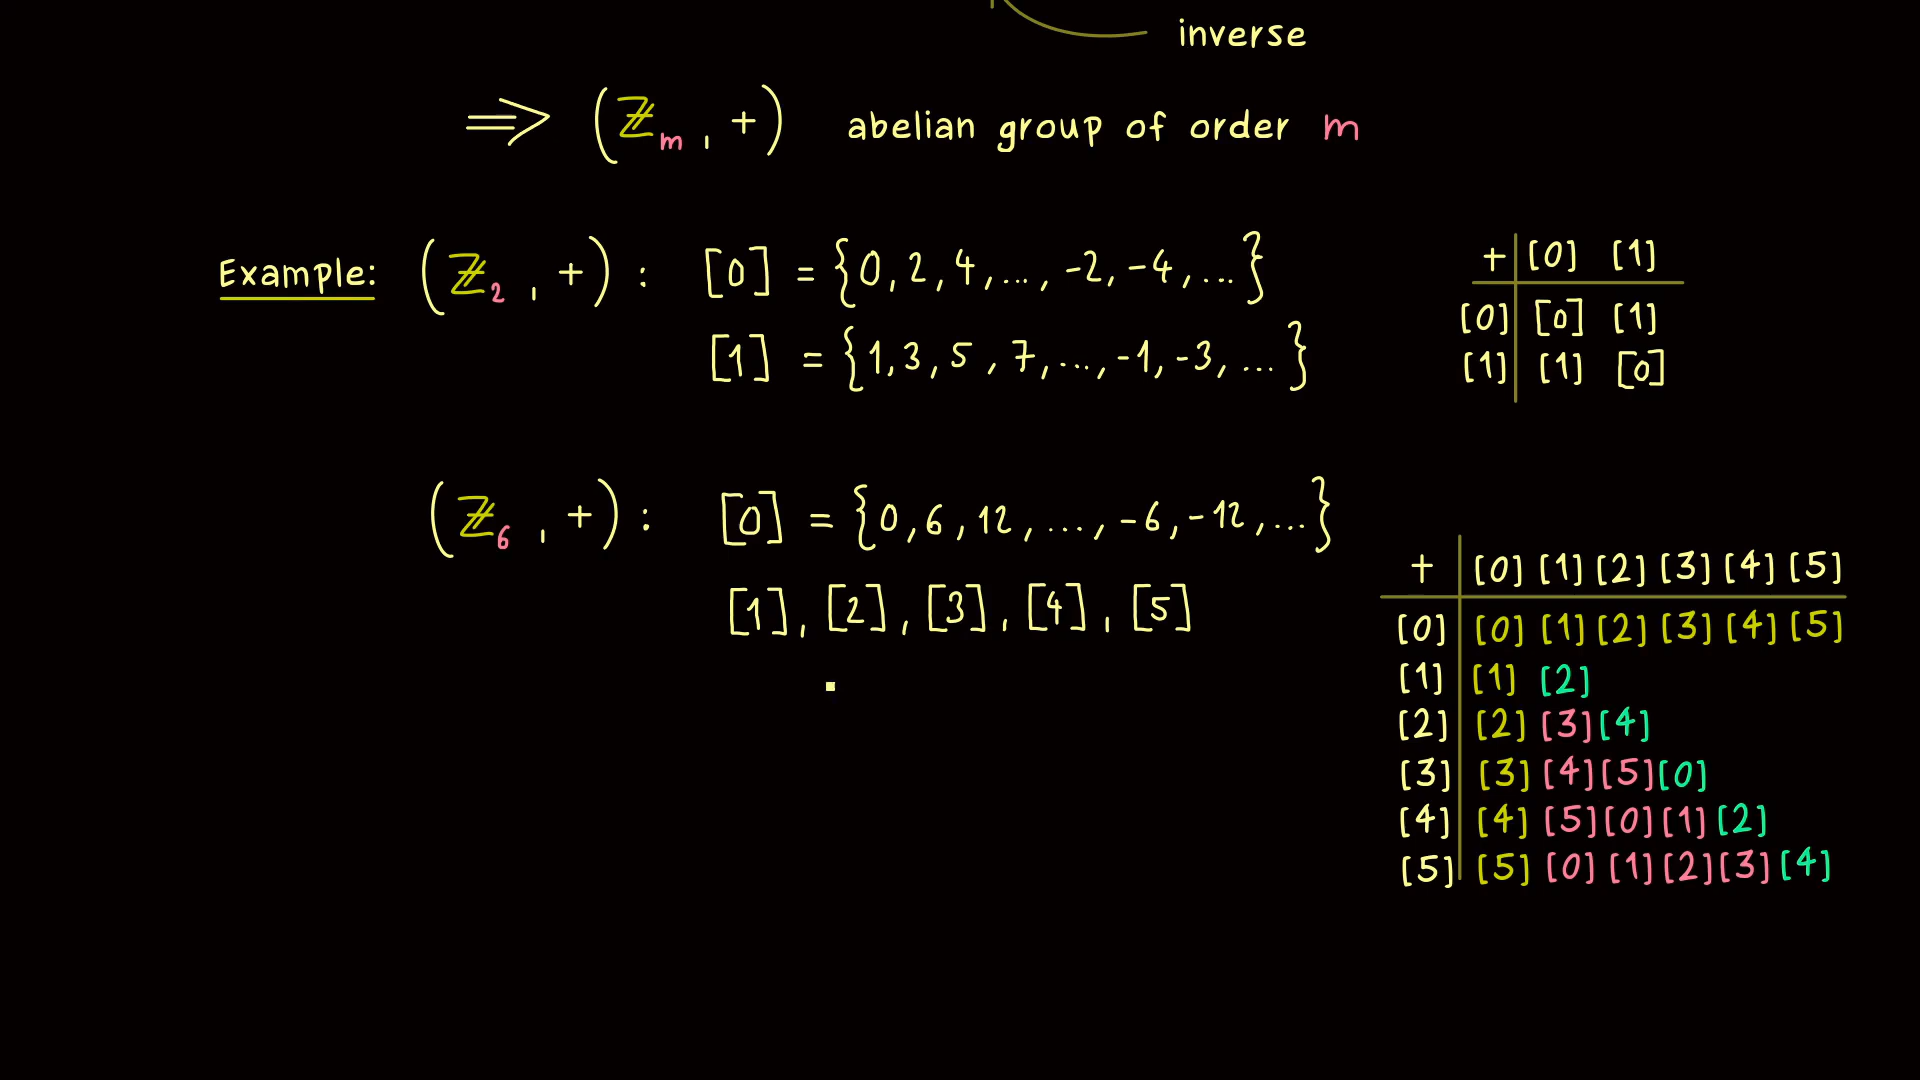 inverse
⟹ (ℤₘ, +) abelian group of order m
Example: (ℤ₂, +) : [0] = {0, 2, 4, ..., -2, -4, ...}
[1] = {1, 3, 5, 7, ..., -1, -3, ...}
+ [0] [1]
[0] [0] [1]
[1] [1] [0]
(ℤ₆, +) : [0] = {0, 6, 12, ..., -6, -12, ...}
[1], [2], [3], [4], [5]
+ [0] [1] [2] [3] [4] [5]
[0] [0] [1] [2] [3] [4] [5]
[1] [1] [2]
[2] [2] [3] [4]
[3] [3] [4] [5] [0]
[4] [4] [5] [0] [1] [2]
[5] [5] [0] [1] [2] [3] [4]